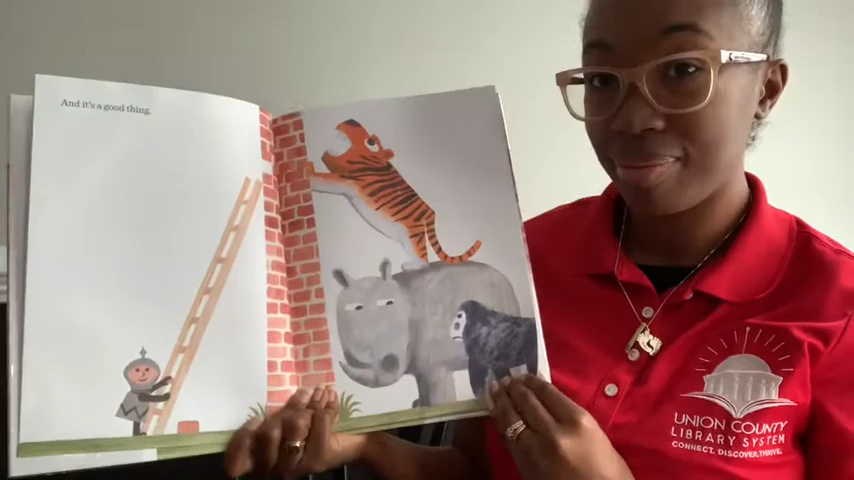 And it's a good thing.
UNION COUNTY
LIBRARY SYSTEM
CONNECT. DISCOVER. THRIVE.